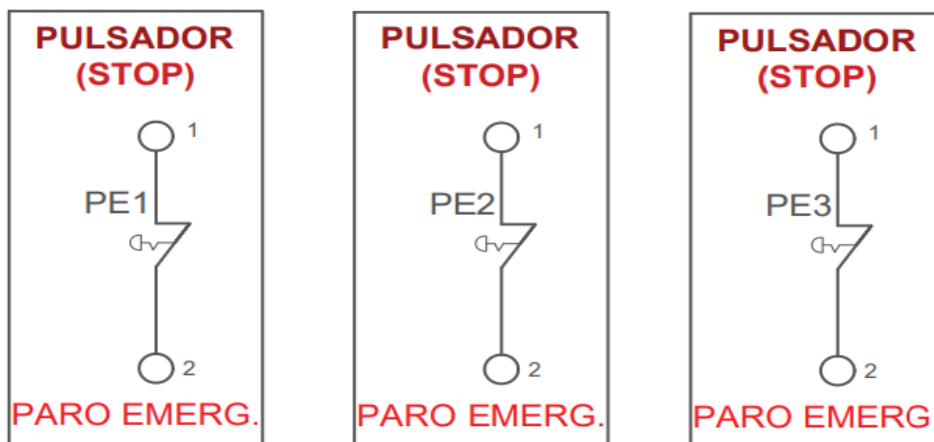 PULSADOR
(STOP)
1
PE1
2
PARO EMERG.
PULSADOR
(STOP)
1
PE2
2
PARO EMERG.
PULSADOR
(STOP)
1
PE3
2
PARO EMERG